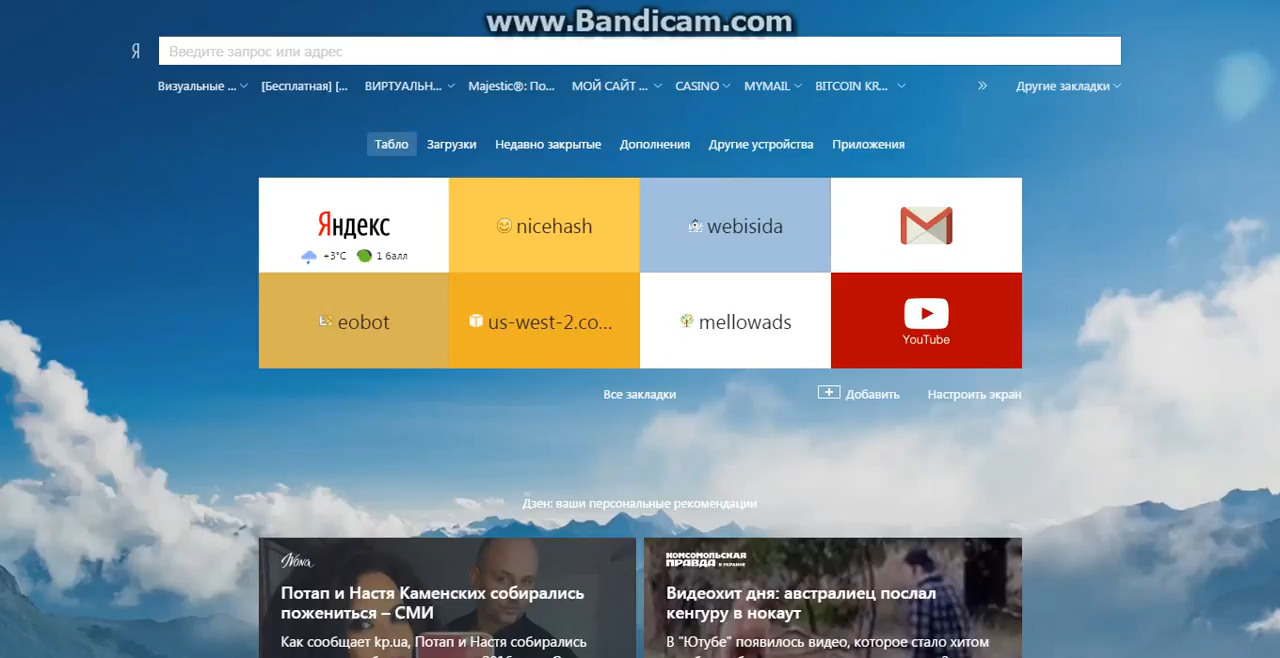 www.Bandicam.com
Я Введите запрос или адрес
Визуальные ... [Бесплатная] [... ВИРТУАЛЬН... Majestic®: По... МОЙ САЙТ ... CASINO MYMAIL BITCOIN KR... » Другие закладки
Табло Загрузки Недавно закрытые Дополнения Другие устройства Приложения
Яндекс
+3°C 1 балл
nicehash
webisida
eobot
us-west-2.co...
mellowads
YouTube
Все закладки Добавить Настроить экран
Дзен: ваши персональные рекомендации
Потап и Настя Каменских собирались
пожениться – СМИ
Как сообщает kp.ua, Потап и Настя собирались
КОМСОМОЛЬСКАЯ
ПРАВДА В УКРАИНЕ
Видеохит дня: австралиец послал
кенгуру в нокаут
В "Ютубе" появилось видео, которое стало хитом